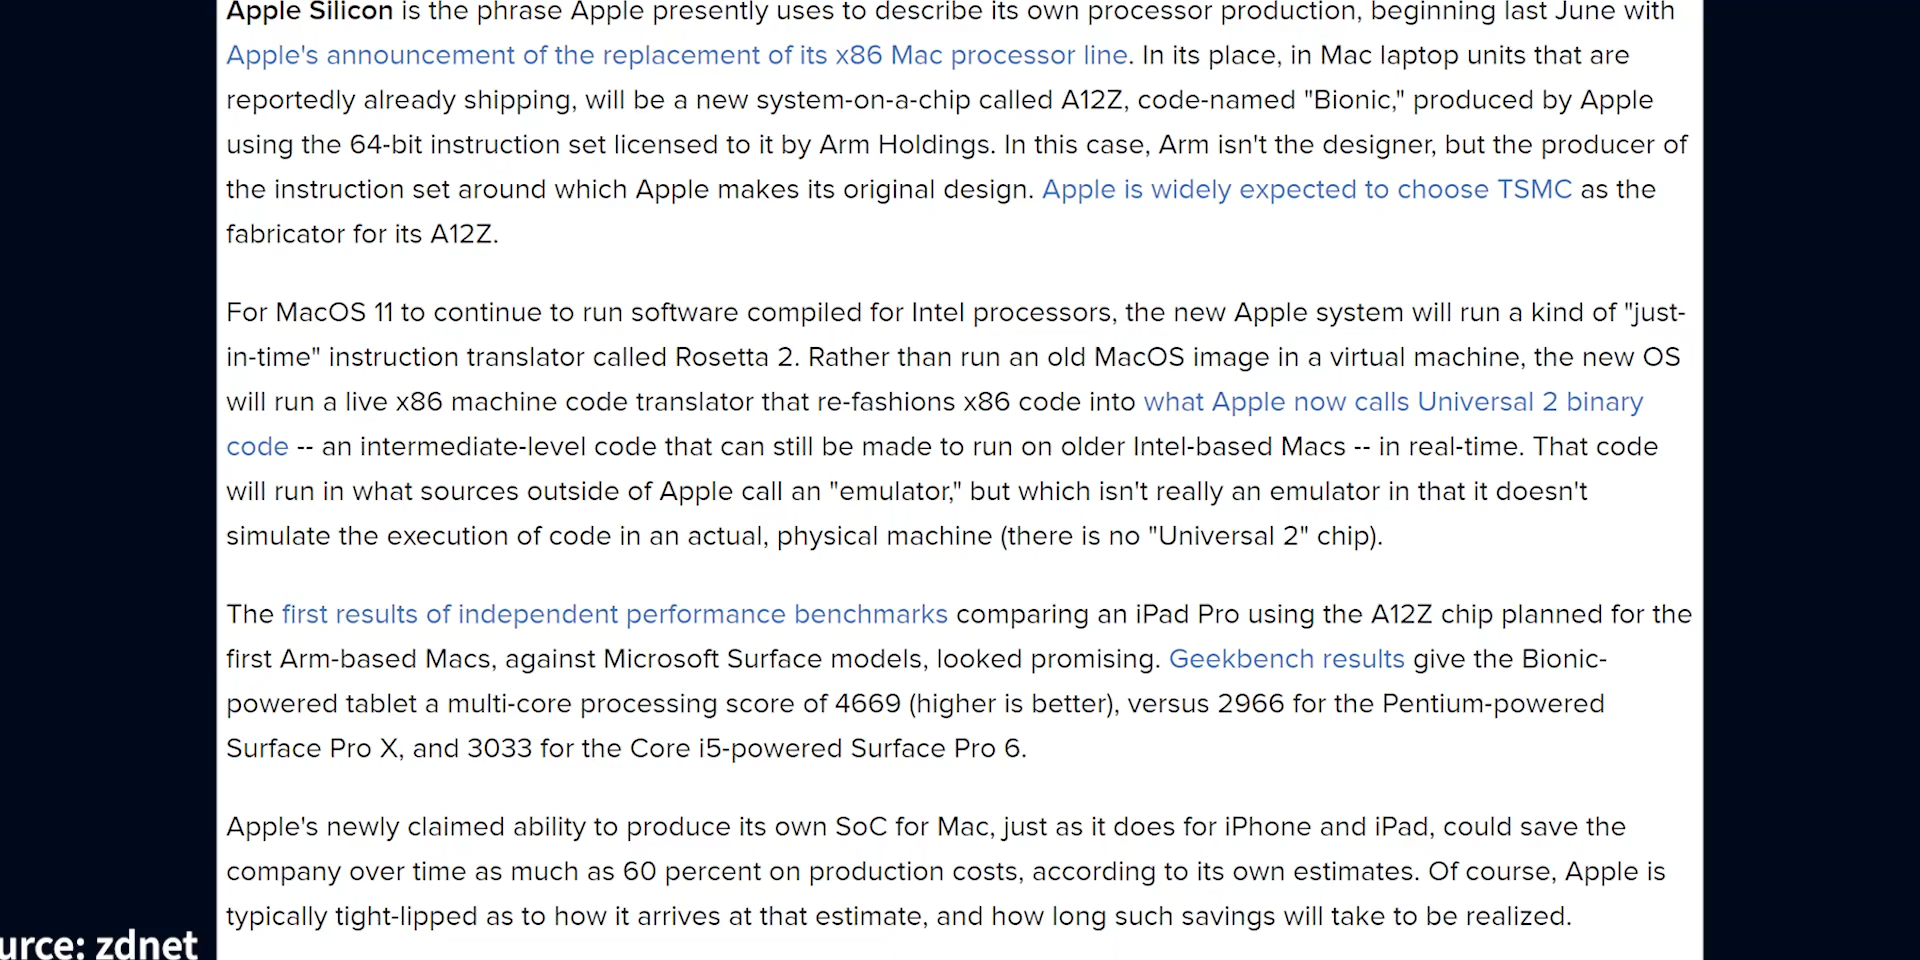 Apple Silicon is the phrase Apple presently uses to describe its own processor production, beginning last June with
Apple's announcement of the replacement of its x86 Mac processor line. In its place, in Mac laptop units that are
reportedly already shipping, will be a new system-on-a-chip called A12Z, code-named "Bionic," produced by Apple
using the 64-bit instruction set licensed to it by Arm Holdings. In this case, Arm isn't the designer, but the producer of
the instruction set around which Apple makes its original design. Apple is widely expected to choose TSMC as the
fabricator for its A12Z.
For MacOS 11 to continue to run software compiled for Intel processors, the new Apple system will run a kind of "just-
in-time" instruction translator called Rosetta 2. Rather than run an old MacOS image in a virtual machine, the new OS
will run a live x86 machine code translator that re-fashions x86 code into what Apple now calls Universal 2 binary
code -- an intermediate-level code that can still be made to run on older Intel-based Macs -- in real-time. That code
will run in what sources outside of Apple call an "emulator," but which isn't really an emulator in that it doesn't
simulate the execution of code in an actual, physical machine (there is no "Universal 2" chip).
The first results of independent performance benchmarks comparing an iPad Pro using the A12Z chip planned for the
first Arm-based Macs, against Microsoft Surface models, looked promising. Geekbench results give the Bionic-
powered tablet a multi-core processing score of 4669 (higher is better), versus 2966 for the Pentium-powered
Surface Pro X, and 3033 for the Core i5-powered Surface Pro 6.
Apple's newly claimed ability to produce its own SoC for Mac, just as it does for iPhone and iPad, could save the
company over time as much as 60 percent on production costs, according to its own estimates. Of course, Apple is
typically tight-lipped as to how it arrives at that estimate, and how long such savings will take to be realized.
urce: zdnet